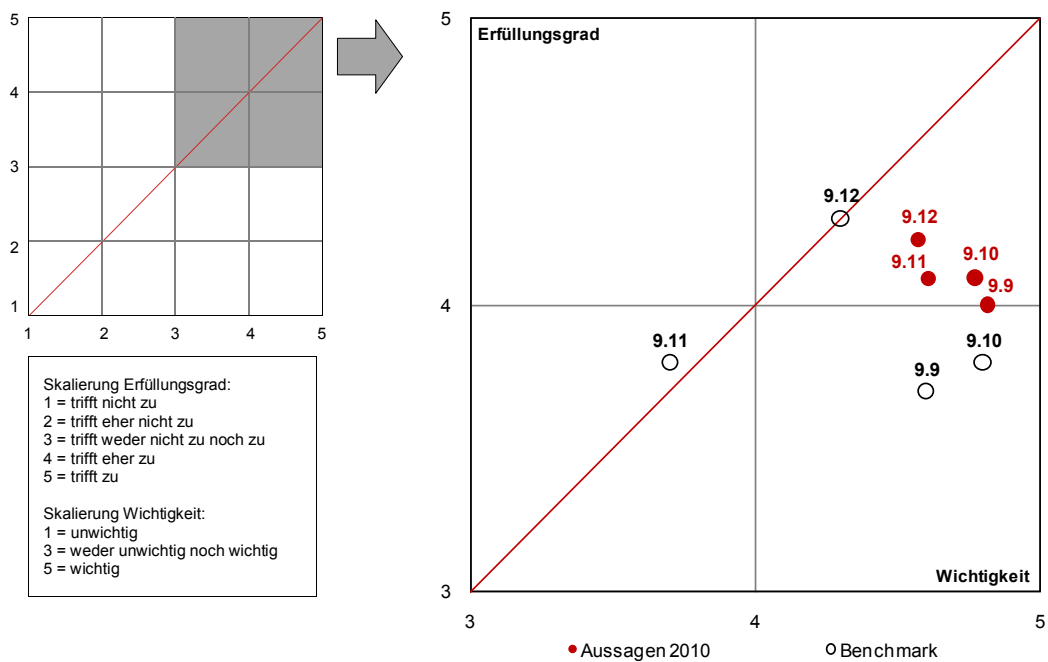 5
4
3
2
1
1 2 3 4 5
Skalierung Erfüllungsgrad:
1 = trifft nicht zu
2 = trifft eher nicht zu
3 = trifft weder nicht zu noch zu
4 = trifft eher zu
5 = trifft zu
Skalierung Wichtigkeit:
1 = unwichtig
3 = weder unwichtig noch wichtig
5 = wichtig
5
Erfüllungsgrad
9.12
9.12
9.11
9.10
9.9
4
9.11
9.10
9.9
Wichtigkeit
3
3 4 5
Aussagen 2010
Benchmark